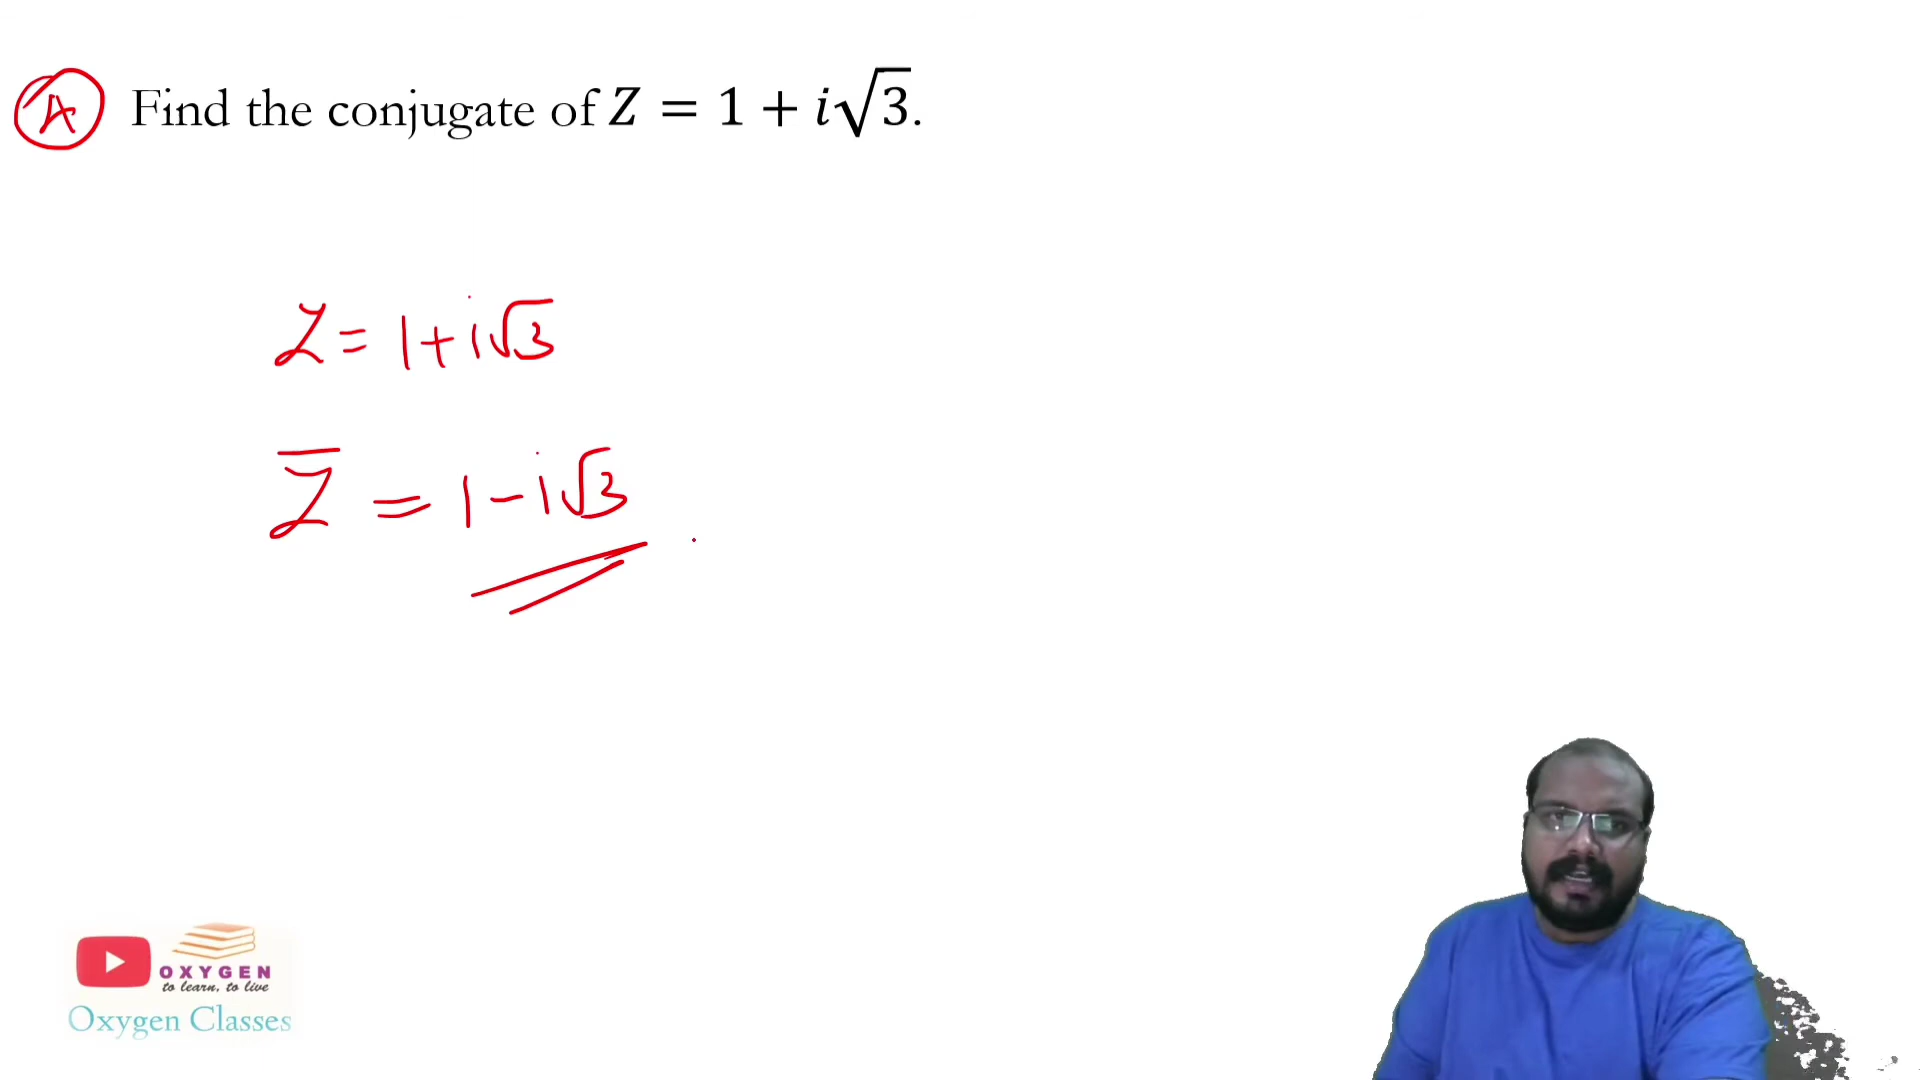 A Find the conjugate of Z = 1 + i√3.
Z = 1 + i√3
Z̅ = 1 - i√3
OXYGEN
to learn, to live
Oxygen Classes